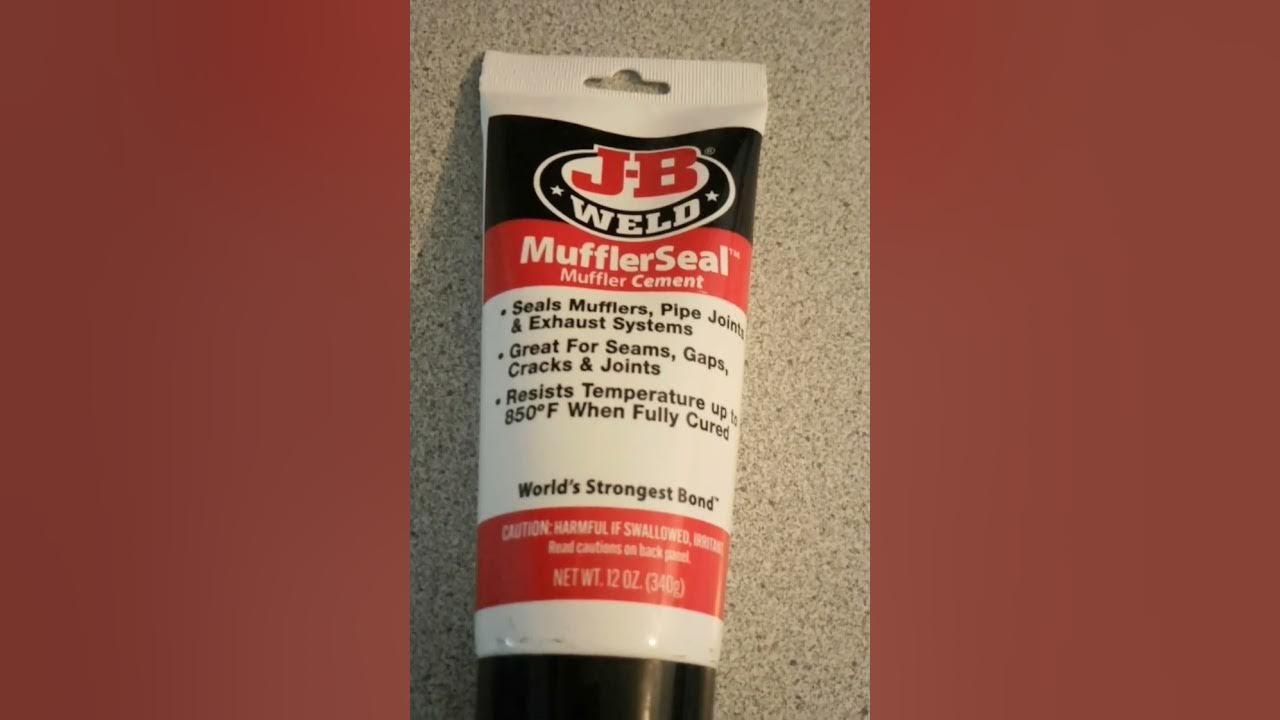 J-B®
WELD
MufflerSeal™
Muffler Cement
• Seals Mufflers, Pipe Joints
& Exhaust Systems
• Great For Seams, Gaps,
Cracks & Joints
• Resists Temperature up to
850°F When Fully Cured
World's Strongest Bond™
CAUTION: HARMFUL IF SWALLOWED, IRRITANT
Read cautions on back panel.
NET WT. 12 OZ. (340g)